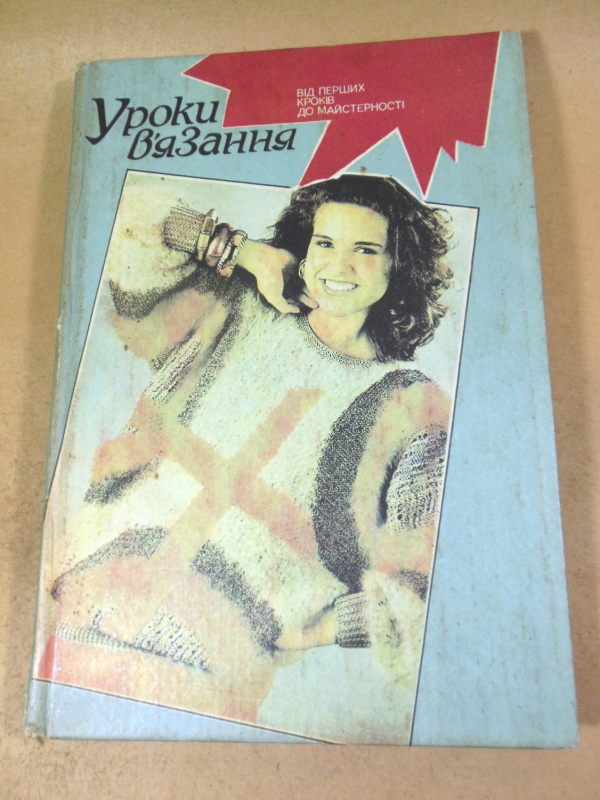 Уроки
в'язання
ВІД ПЕРШИХ
КРОКІВ
ДО МАЙСТЕРНОСТІ